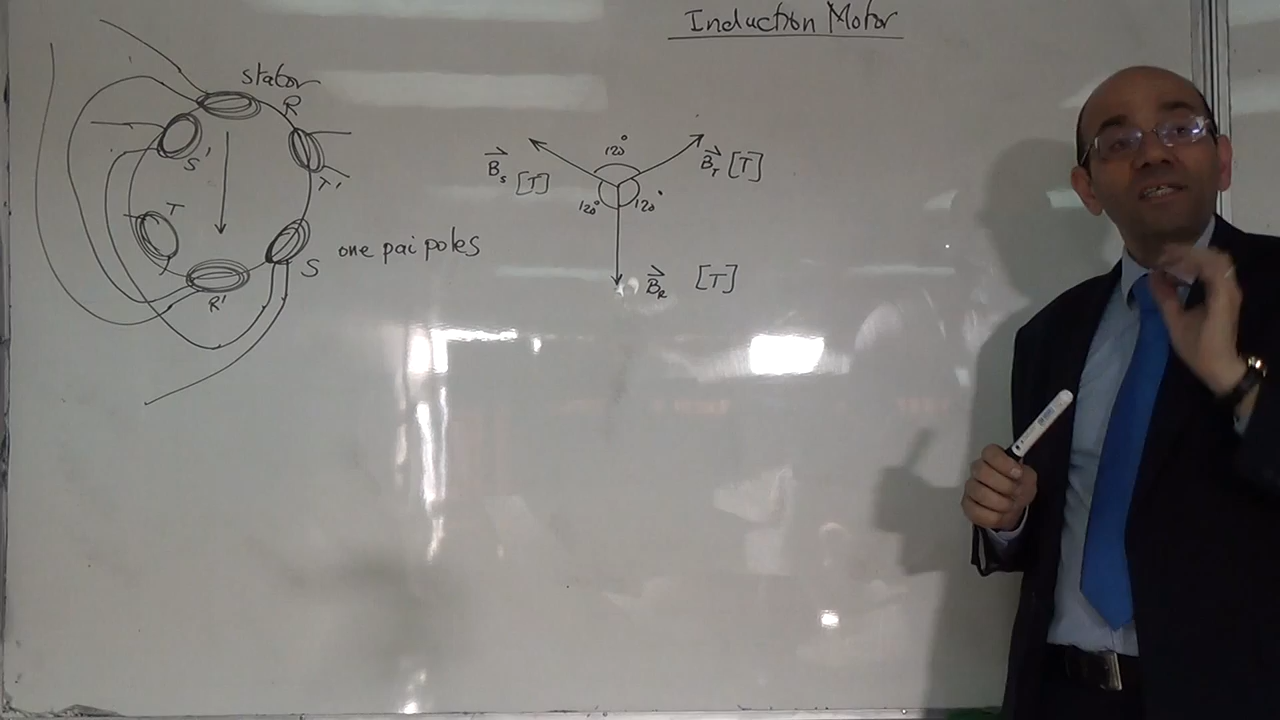 Induction Motor
stator
R
S'
T'
T
S
R'
one pai poles
120°
B⃗s [T]
B⃗T [T]
120°
120°
B⃗R [T]